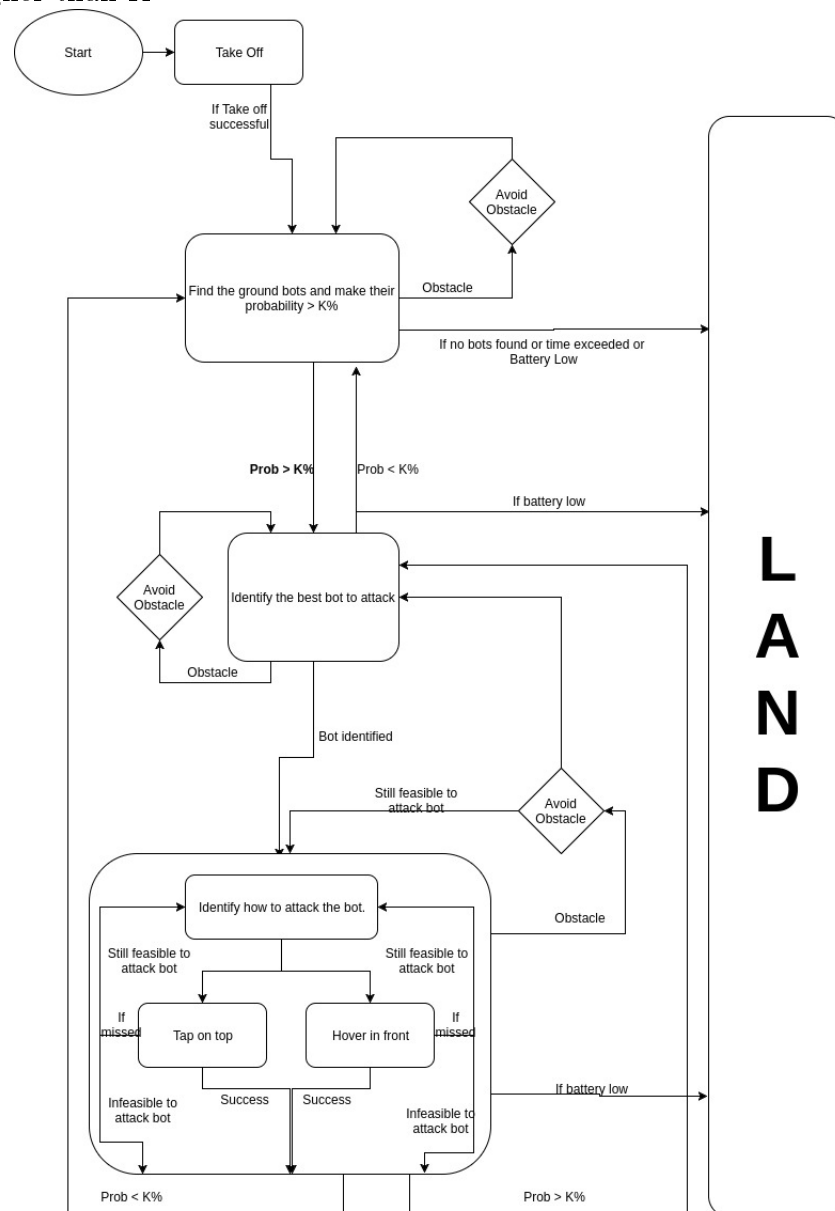 Start
Take Off
If Take off
successful
Avoid
Obstacle
Find the ground bots and make their
probability > K%
Obstacle
If no bots found or time exceeded or
Battery Low
Prob > K%
Prob < K%
If battery low
L
A
N
D
Avoid
Obstacle
Identify the best bot to attack
Obstacle
Bot identified
Still feasible to
attack bot
Avoid
Obstacle
Identify how to attack the bot.
Obstacle
Still feasible to
attack bot
Still feasible to
attack bot
If
missed
Tap on top
Hover in front
If
missed
If battery low
Success
Success
Infeasible to
attack bot
Infeasible to
attack bot
Prob < K%
Prob > K%